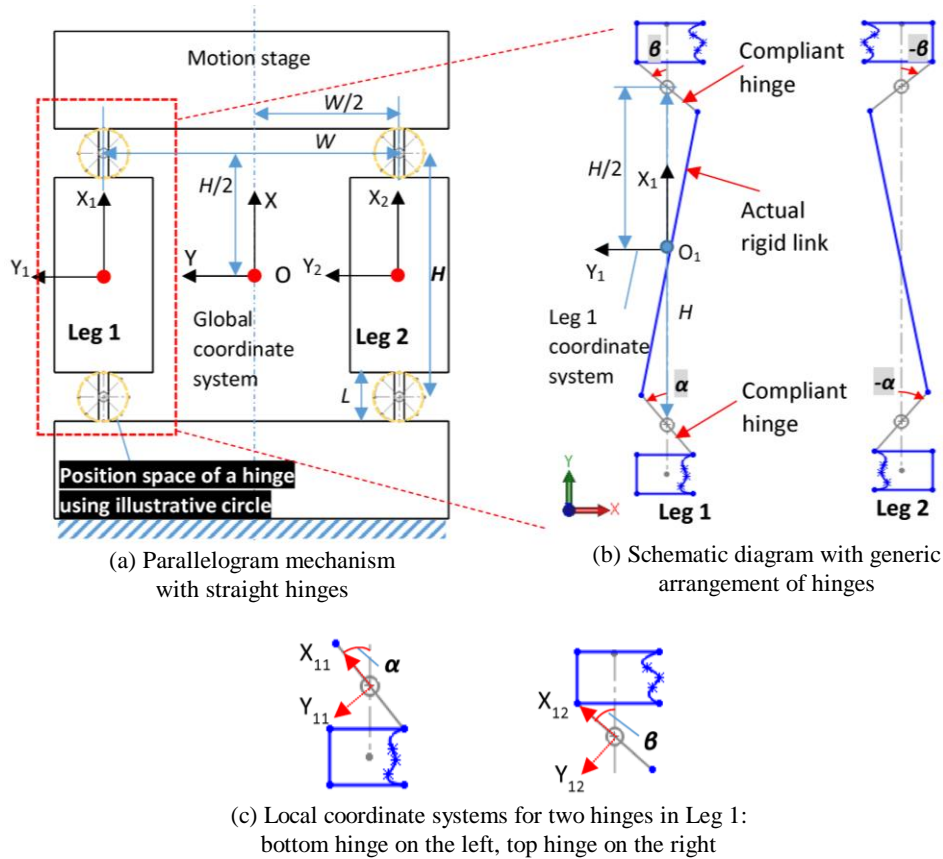 Motion stage
W/2
W
H/2
X₁
X
X₂
Y₁
Y
O
Y₂
H
Leg 1
Global
coordinate
system
Leg 2
L
Position space of a hinge
using illustrative circle
(a) Parallelogram mechanism
with straight hinges
β
-β
Compliant
hinge
H/2
X₁
Actual
rigid link
Y₁
O₁
Leg 1
coordinate
system
H
α
-α
Compliant
hinge
Y
X
Leg 1
Leg 2
(b) Schematic diagram with generic
arrangement of hinges
X₁₁
α
Y₁₁
X₁₂
β
Y₁₂
(c) Local coordinate systems for two hinges in Leg 1:
bottom hinge on the left, top hinge on the right